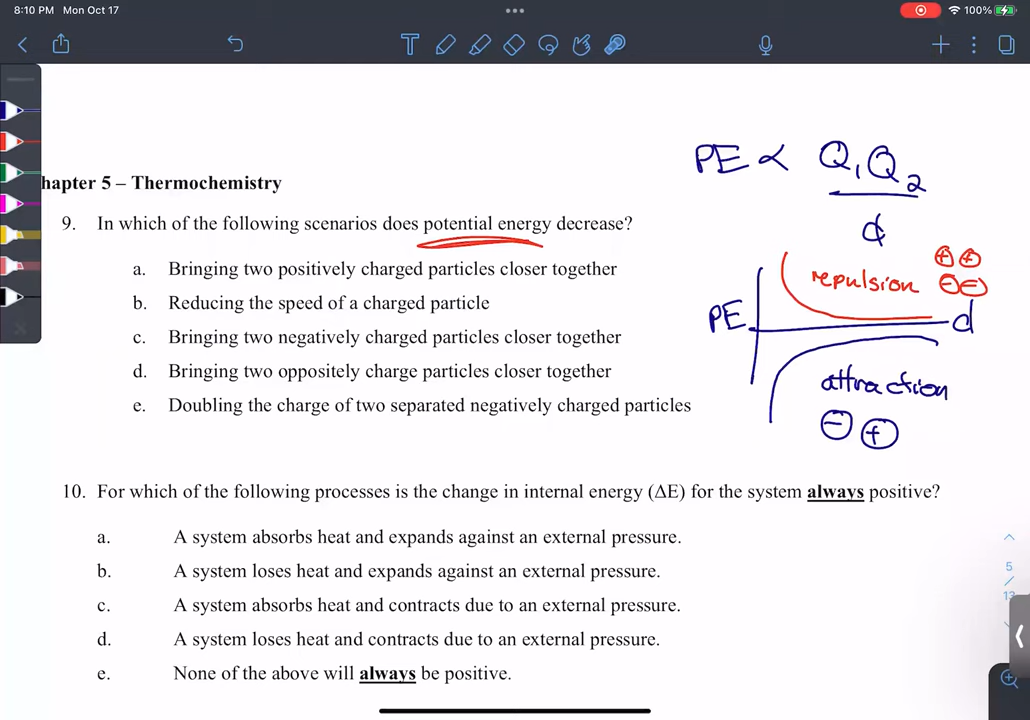 8:10 PM Mon Oct 17
100%
T
PE ∝ Q₁Q₂
d
hapter 5 – Thermochemistry
9. In which of the following scenarios does potential energy decrease?
a. Bringing two positively charged particles closer together
b. Reducing the speed of a charged particle
c. Bringing two negatively charged particles closer together
d. Bringing two oppositely charge particles closer together
e. Doubling the charge of two separated negatively charged particles
+ +
repulsion - -
PE d
attraction
- +
10. For which of the following processes is the change in internal energy (ΔE) for the system always positive?
a. A system absorbs heat and expands against an external pressure.
b. A system loses heat and expands against an external pressure.
c. A system absorbs heat and contracts due to an external pressure.
d. A system loses heat and contracts due to an external pressure.
e. None of the above will always be positive.
5
/